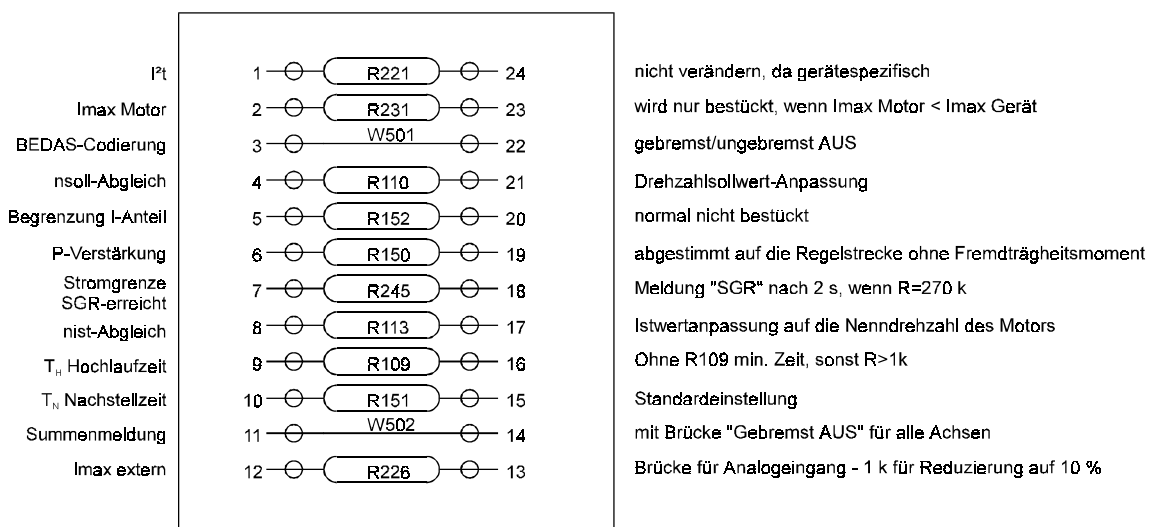 I²t 1 R221 24 nicht verändern, da gerätespezifisch
Imax Motor 2 R231 23 wird nur bestückt, wenn Imax Motor < Imax Gerät
BEDAS-Codierung 3 W501 22 gebremst/ungebremst AUS
nsoll-Abgleich 4 R110 21 Drehzahlsollwert-Anpassung
Begrenzung I-Anteil 5 R152 20 normal nicht bestückt
P-Verstärkung 6 R150 19 abgestimmt auf die Regelstrecke ohne Fremdträgheitsmoment
Stromgrenze
SGR-erreicht 7 R245 18 Meldung "SGR" nach 2 s, wenn R=270 k
nist-Abgleich 8 R113 17 Istwertanpassung auf die Nenndrehzahl des Motors
TH Hochlaufzeit 9 R109 16 Ohne R109 min. Zeit, sonst R>1k
TN Nachstellzeit 10 R151 15 Standardeinstellung
Summenmeldung 11 W502 14 mit Brücke "Gebremst AUS" für alle Achsen
Imax extern 12 R226 13 Brücke für Analogeingang - 1 k für Reduzierung auf 10 %